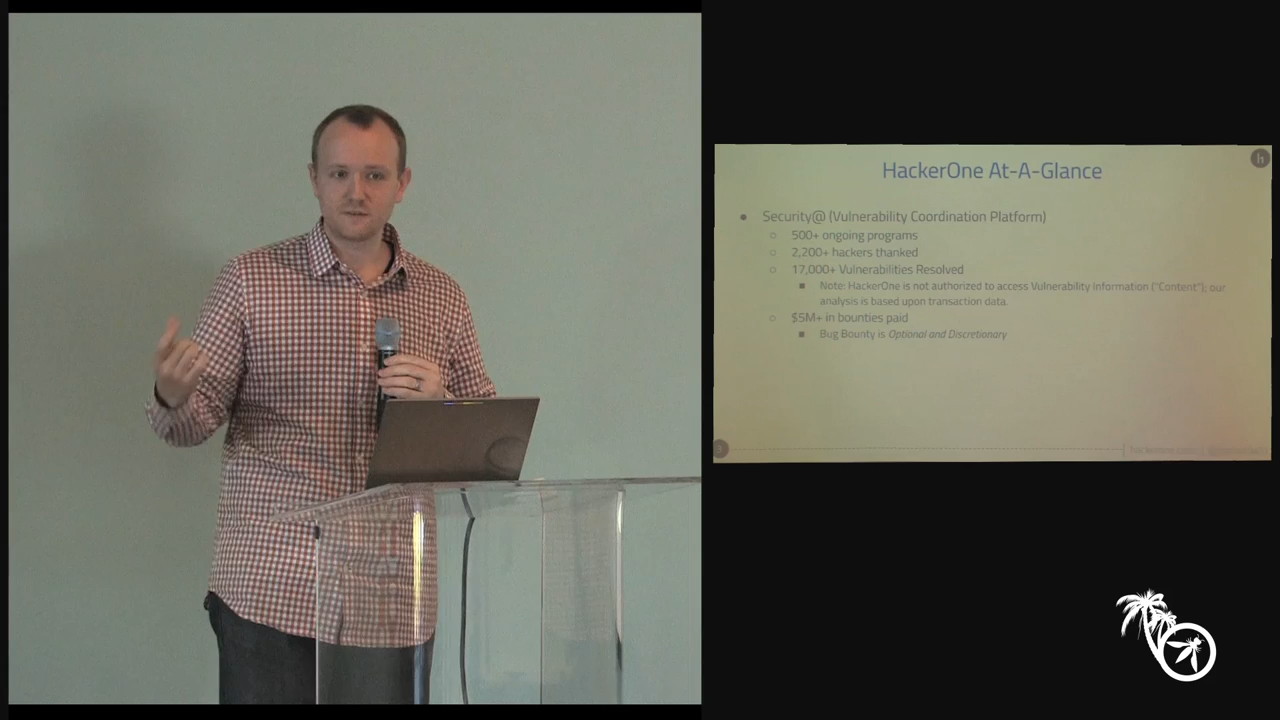 HackerOne At-A-Glance
Security@ (Vulnerability Coordination Platform)
500+ ongoing programs
2,200+ hackers thanked
17,000+ Vulnerabilities Resolved
Note: HackerOne is not authorized to access Vulnerability Information ("Content"); our
analysis is based upon transaction data.
$5M+ in bounties paid
Bug Bounty is Optional and Discretionary
h
3
hackerone